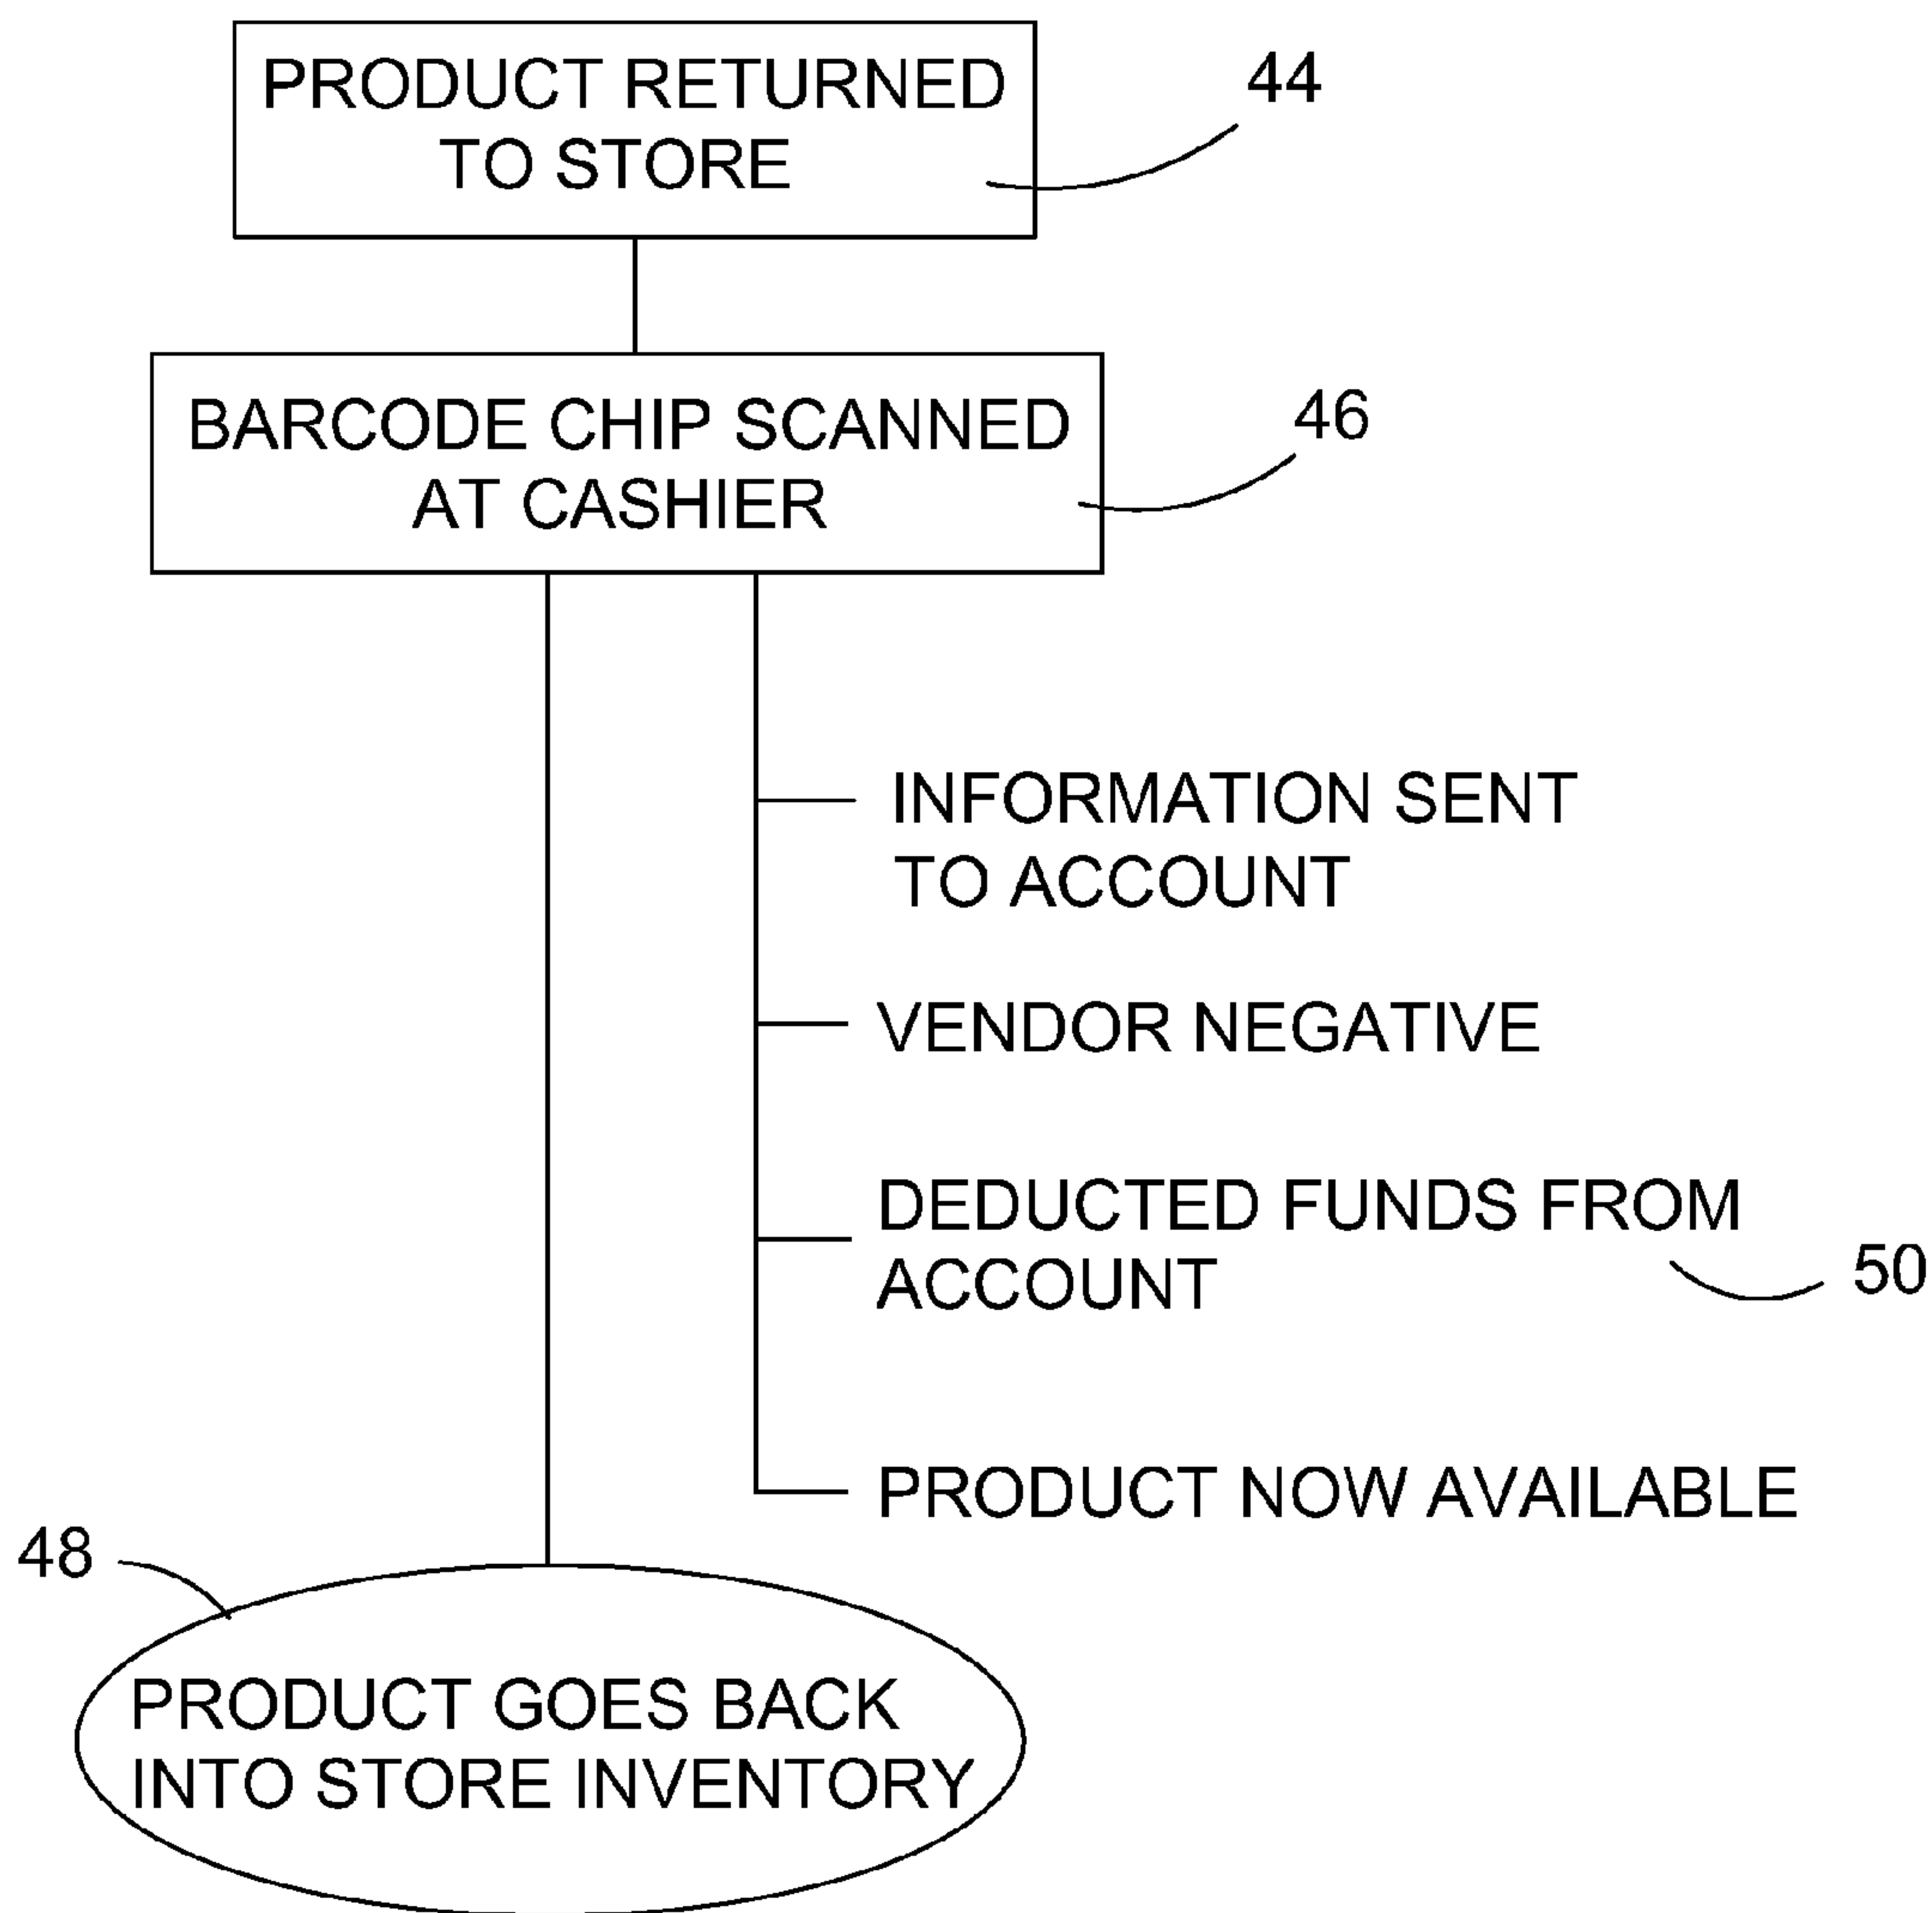 PRODUCT RETURNED
TO STORE
44
BARCODE CHIP SCANNED
AT CASHIER
46
INFORMATION SENT
TO ACCOUNT
VENDOR NEGATIVE
DEDUCTED FUNDS FROM
ACCOUNT
50
PRODUCT NOW AVAILABLE
48
PRODUCT GOES BACK
INTO STORE INVENTORY